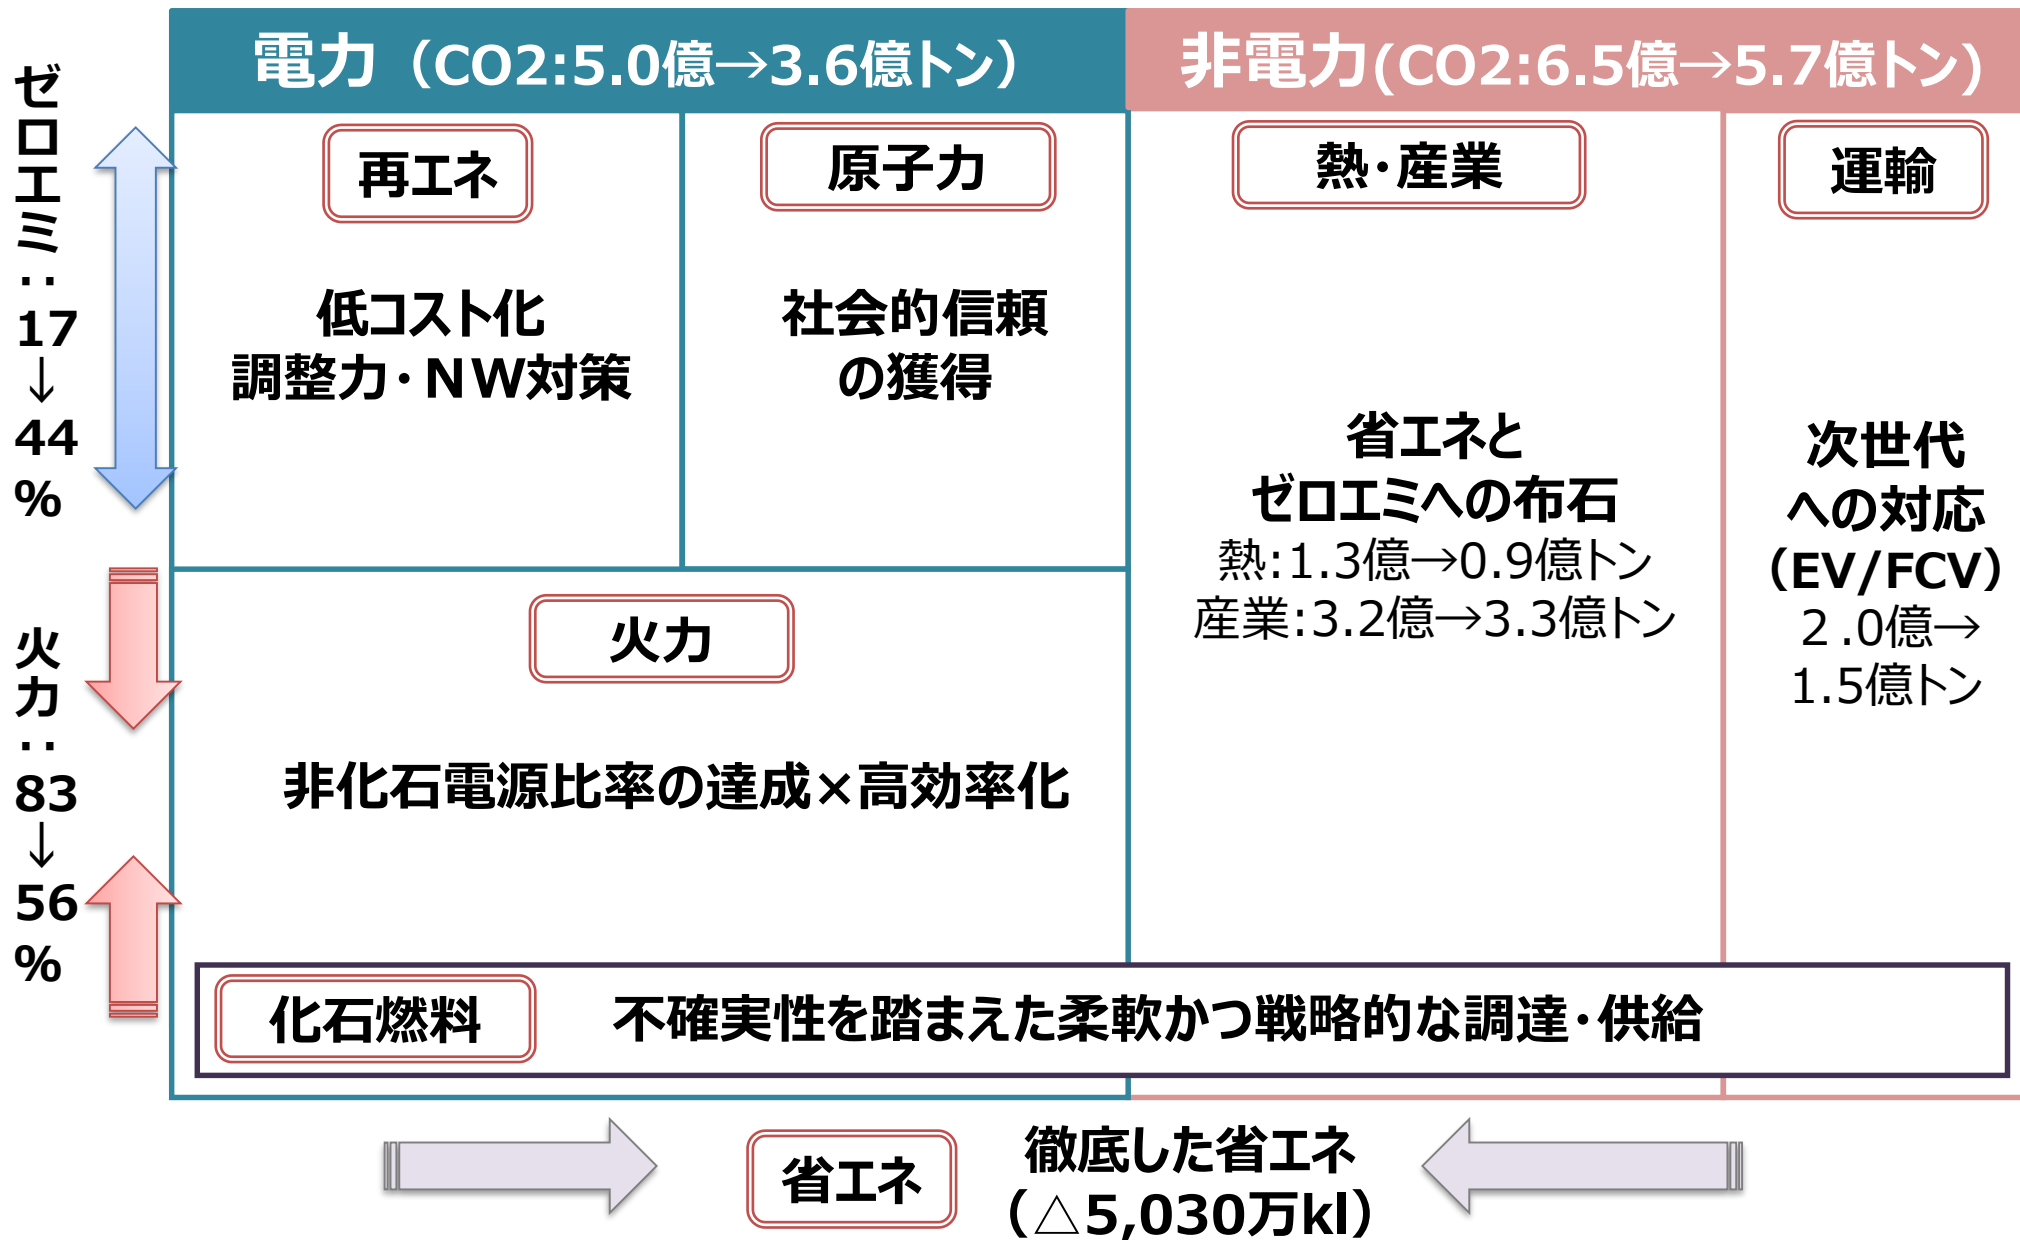 電力（CO2:5.0億→3.6億トン）
非電力(CO2:6.5億→5.7億トン)
ゼロエミ：17→44%
再エネ
低コスト化
調整力・NW対策
原子力
社会的信頼
の獲得
熱・産業
省エネと
ゼロエミへの布石
熱:1.3億→0.9億トン
産業:3.2億→3.3億トン
運輸
次世代
への対応
（EV/FCV）
２.0億→
1.5億トン
火力：83→56%
火力
非化石電源比率の達成×高効率化
化石燃料
不確実性を踏まえた柔軟かつ戦略的な調達・供給
省エネ
徹底した省エネ
（△5,030万kl）